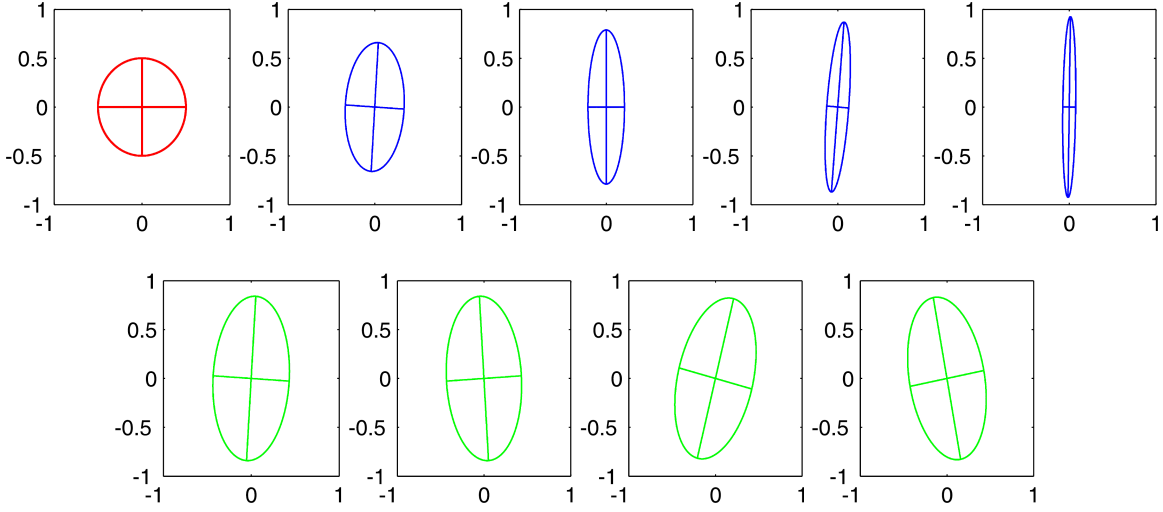 1 1 1 1 1
0.5 0.5 0.5 0.5 0.5
0 0 0 0 0
-0.5 -0.5 -0.5 -0.5 -0.5
-1 -1 -1 -1 -1
-1 0 1 -1 0 1 -1 0 1 -1 0 1 -1 0 1
1 1 1 1
0.5 0.5 0.5 0.5
0 0 0 0
-0.5 -0.5 -0.5 -0.5
-1 -1 -1 -1
-1 0 1 -1 0 1 -1 0 1 -1 0 1